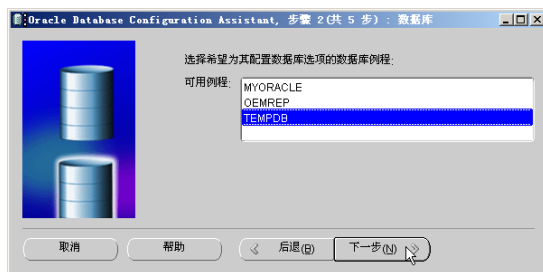 Oracle Database Configuration Assistant, 步骤 2(共 5 步) : 数据库
选择希望为其配置数据库选项的数据库例程:
可用例程:
MYORACLE
OEMREP
TEMPDB
取消
帮助
后退(B)
下一步(N)